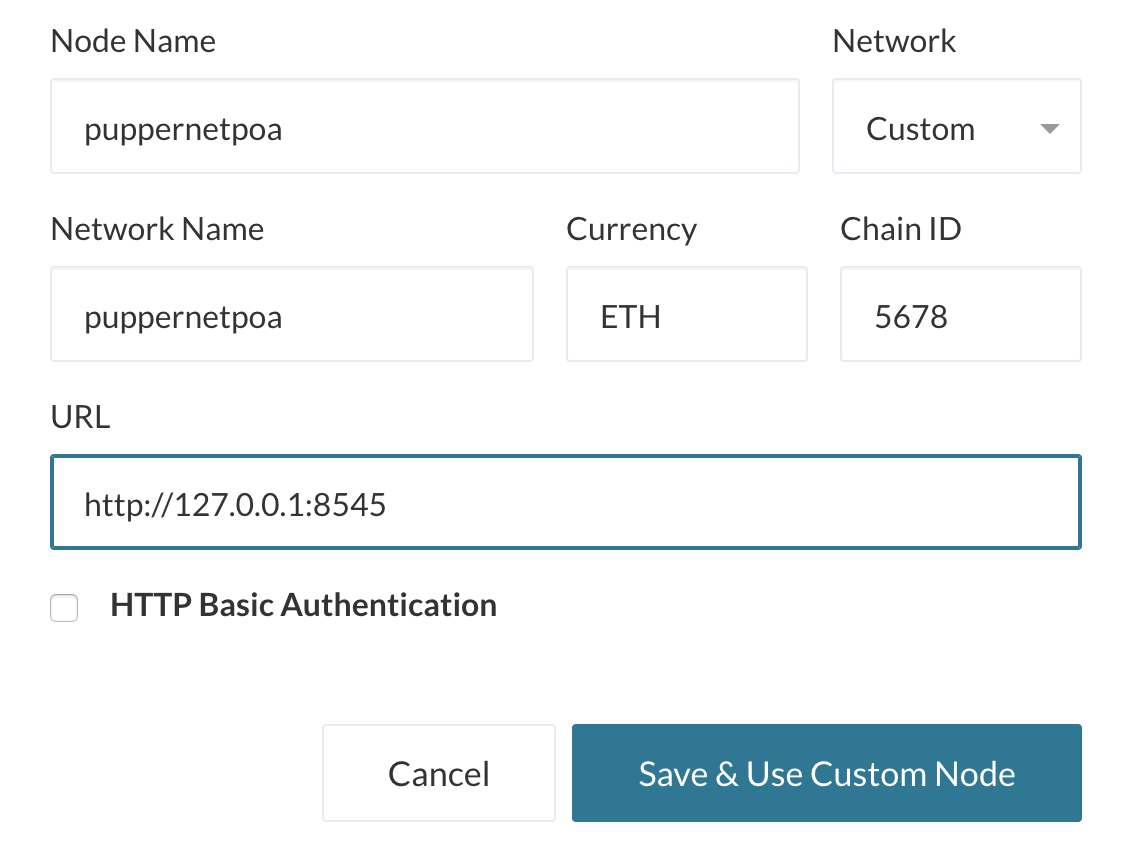 Node Name
Network
puppernetpoa
Custom
Network Name
Currency
Chain ID
puppernetpoa
ETH
5678
URL
http://127.0.0.1:8545
HTTP Basic Authentication
Cancel
Save & Use Custom Node